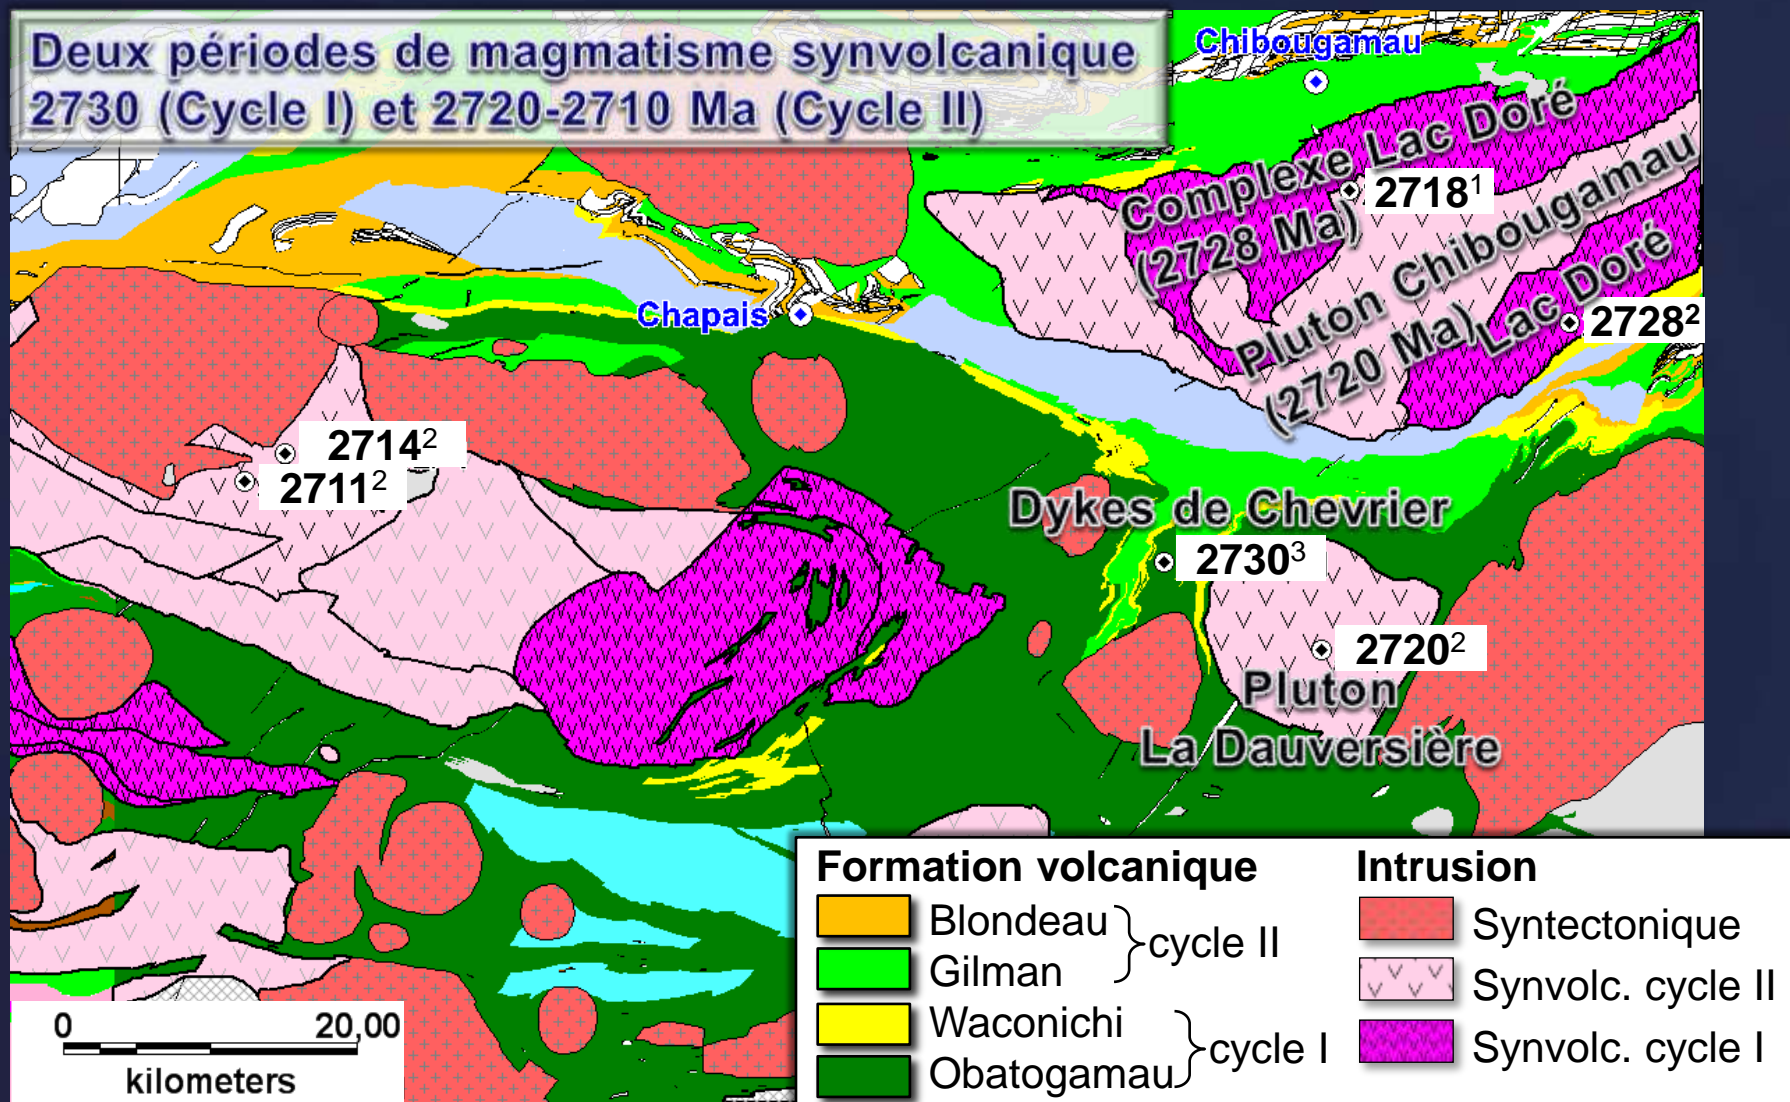 Deux périodes de magmatisme synvolcanique
2730 (Cycle I) et 2720-2710 Ma (Cycle II)
Chibougamau
Complexe Lac Doré
(2728 Ma)
2718¹
Pluton Chibougamau
(2720 Ma)
Lac Doré
2728²
Chapais
2714²
2711²
Dykes de Chevrier
2730³
2720²
Pluton
La Dauversière
Formation volcanique
Blondeau
Gilman
cycle II
Waconichi
Obatogamau
cycle I
Intrusion
Syntectonique
Synvolc. cycle II
Synvolc. cycle I
0 20,00
kilometers